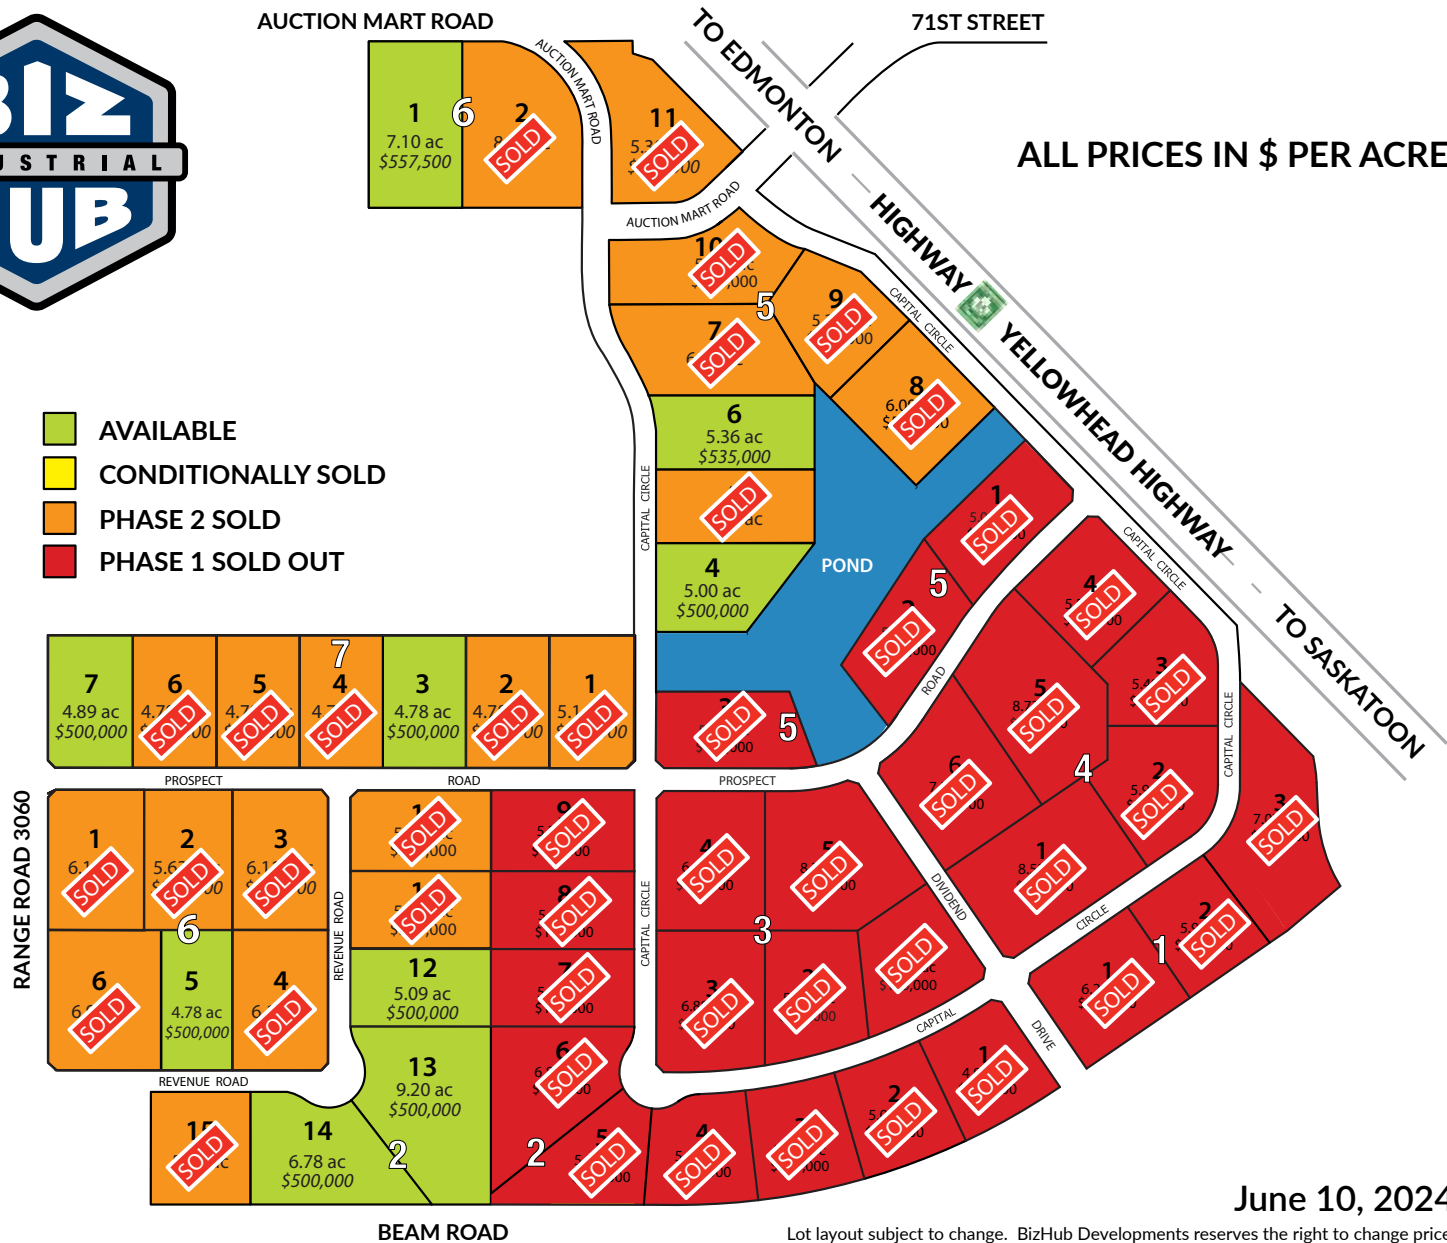 BIZ
USTRIAL
UB
AUCTION MART ROAD
71ST STREET
TO EDMONTON
HIGHWAY
YELLOWHEAD HIGHWAY
TO SASKATOON
ALL PRICES IN $ PER ACRE
AVAILABLE
CONDITIONALLY SOLD
PHASE 2 SOLD
PHASE 1 SOLD OUT
AUCTION MART ROAD
AUCTION MART ROAD
CAPITAL CIRCLE
CAPITAL CIRCLE
CAPITAL CIRCLE
CAPITAL CIRCLE
6
1
7.10 ac
$557,500
2
SOLD
11
SOLD
5
10
SOLD
9
SOLD
7
SOLD
8
SOLD
6
5.36 ac
$535,000
SOLD
4
5.00 ac
$500,000
POND
5
1
SOLD
SOLD
5
SOLD
7
7
4.89 ac
$500,000
6
SOLD
5
SOLD
4
SOLD
3
4.78 ac
$500,000
2
SOLD
1
SOLD
PROSPECT ROAD
PROSPECT
ROAD
RANGE ROAD 3060
6
1
SOLD
2
SOLD
3
SOLD
6
SOLD
5
4.78 ac
$500,000
4
SOLD
REVENUE ROAD
REVENUE ROAD
2
SOLD
SOLD
12
5.09 ac
$500,000
13
9.20 ac
$500,000
14
6.78 ac
$500,000
15
SOLD
2
9
SOLD
8
SOLD
7
SOLD
6
SOLD
5
SOLD
4
SOLD
SOLD
2
SOLD
1
SOLD
CAPITAL CIRCLE
3
4
SOLD
5
SOLD
3
SOLD
SOLD
SOLD
DIVIDEND
DRIVE
CAPITAL
CIRCLE
4
4
SOLD
3
SOLD
5
SOLD
6
SOLD
2
SOLD
1
SOLD
1
3
SOLD
2
SOLD
1
SOLD
BEAM ROAD
June 10, 2024
Lot layout subject to change. BizHub Developments reserves the right to change price